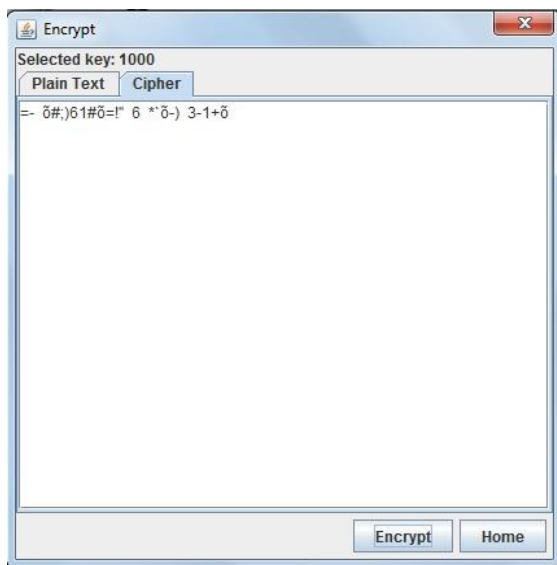 Encrypt
Selected key: 1000
Plain Text Cipher
=- õ#;)61#õ=!" 6 *`õ-) 3-1+õ
Encrypt Home